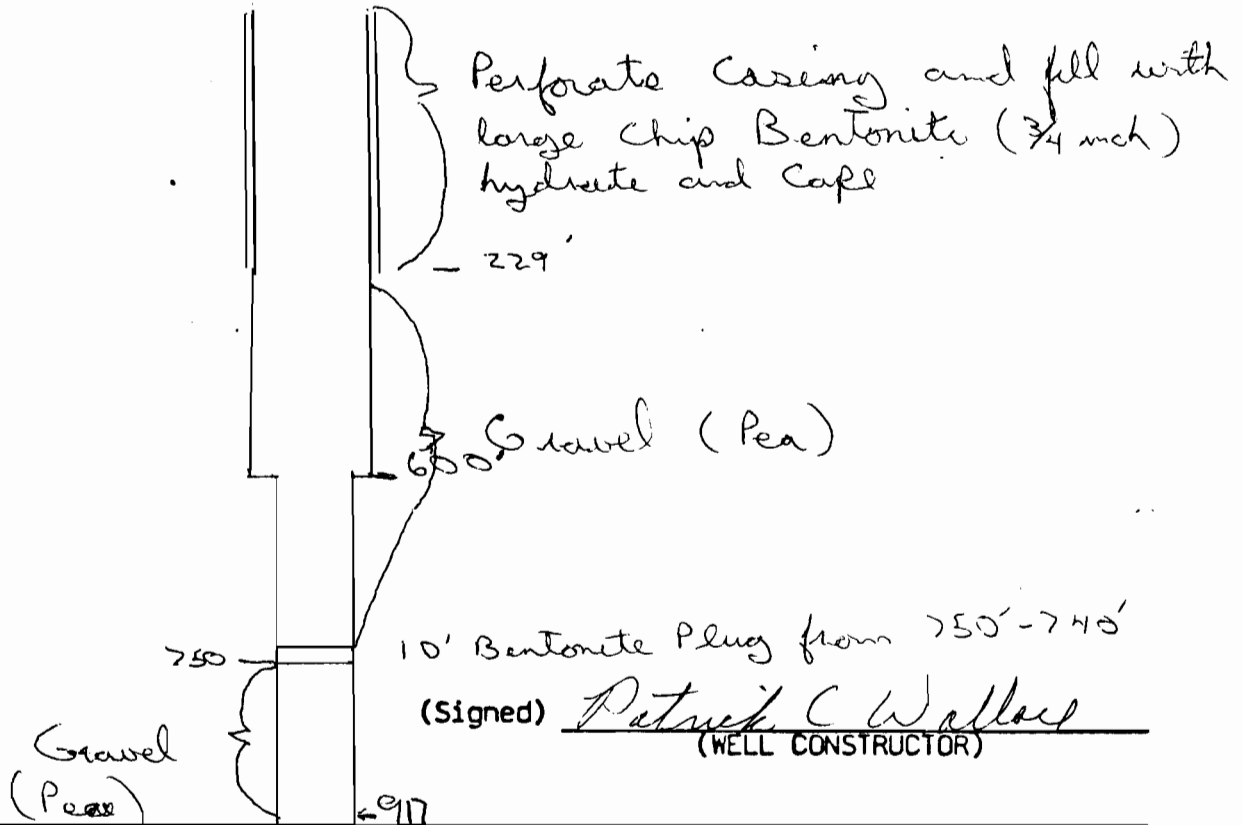 Perforate Casing and fill with
large Chip Bentonite (3/4 inch)
hydrate and Cap
229'
Gravel (Pea)
600'
10' Bentonite Plug from 750'-740'
750
(Signed) Patrick C Wallace
(WELL CONSTRUCTOR)
Gravel
(Pea)
917